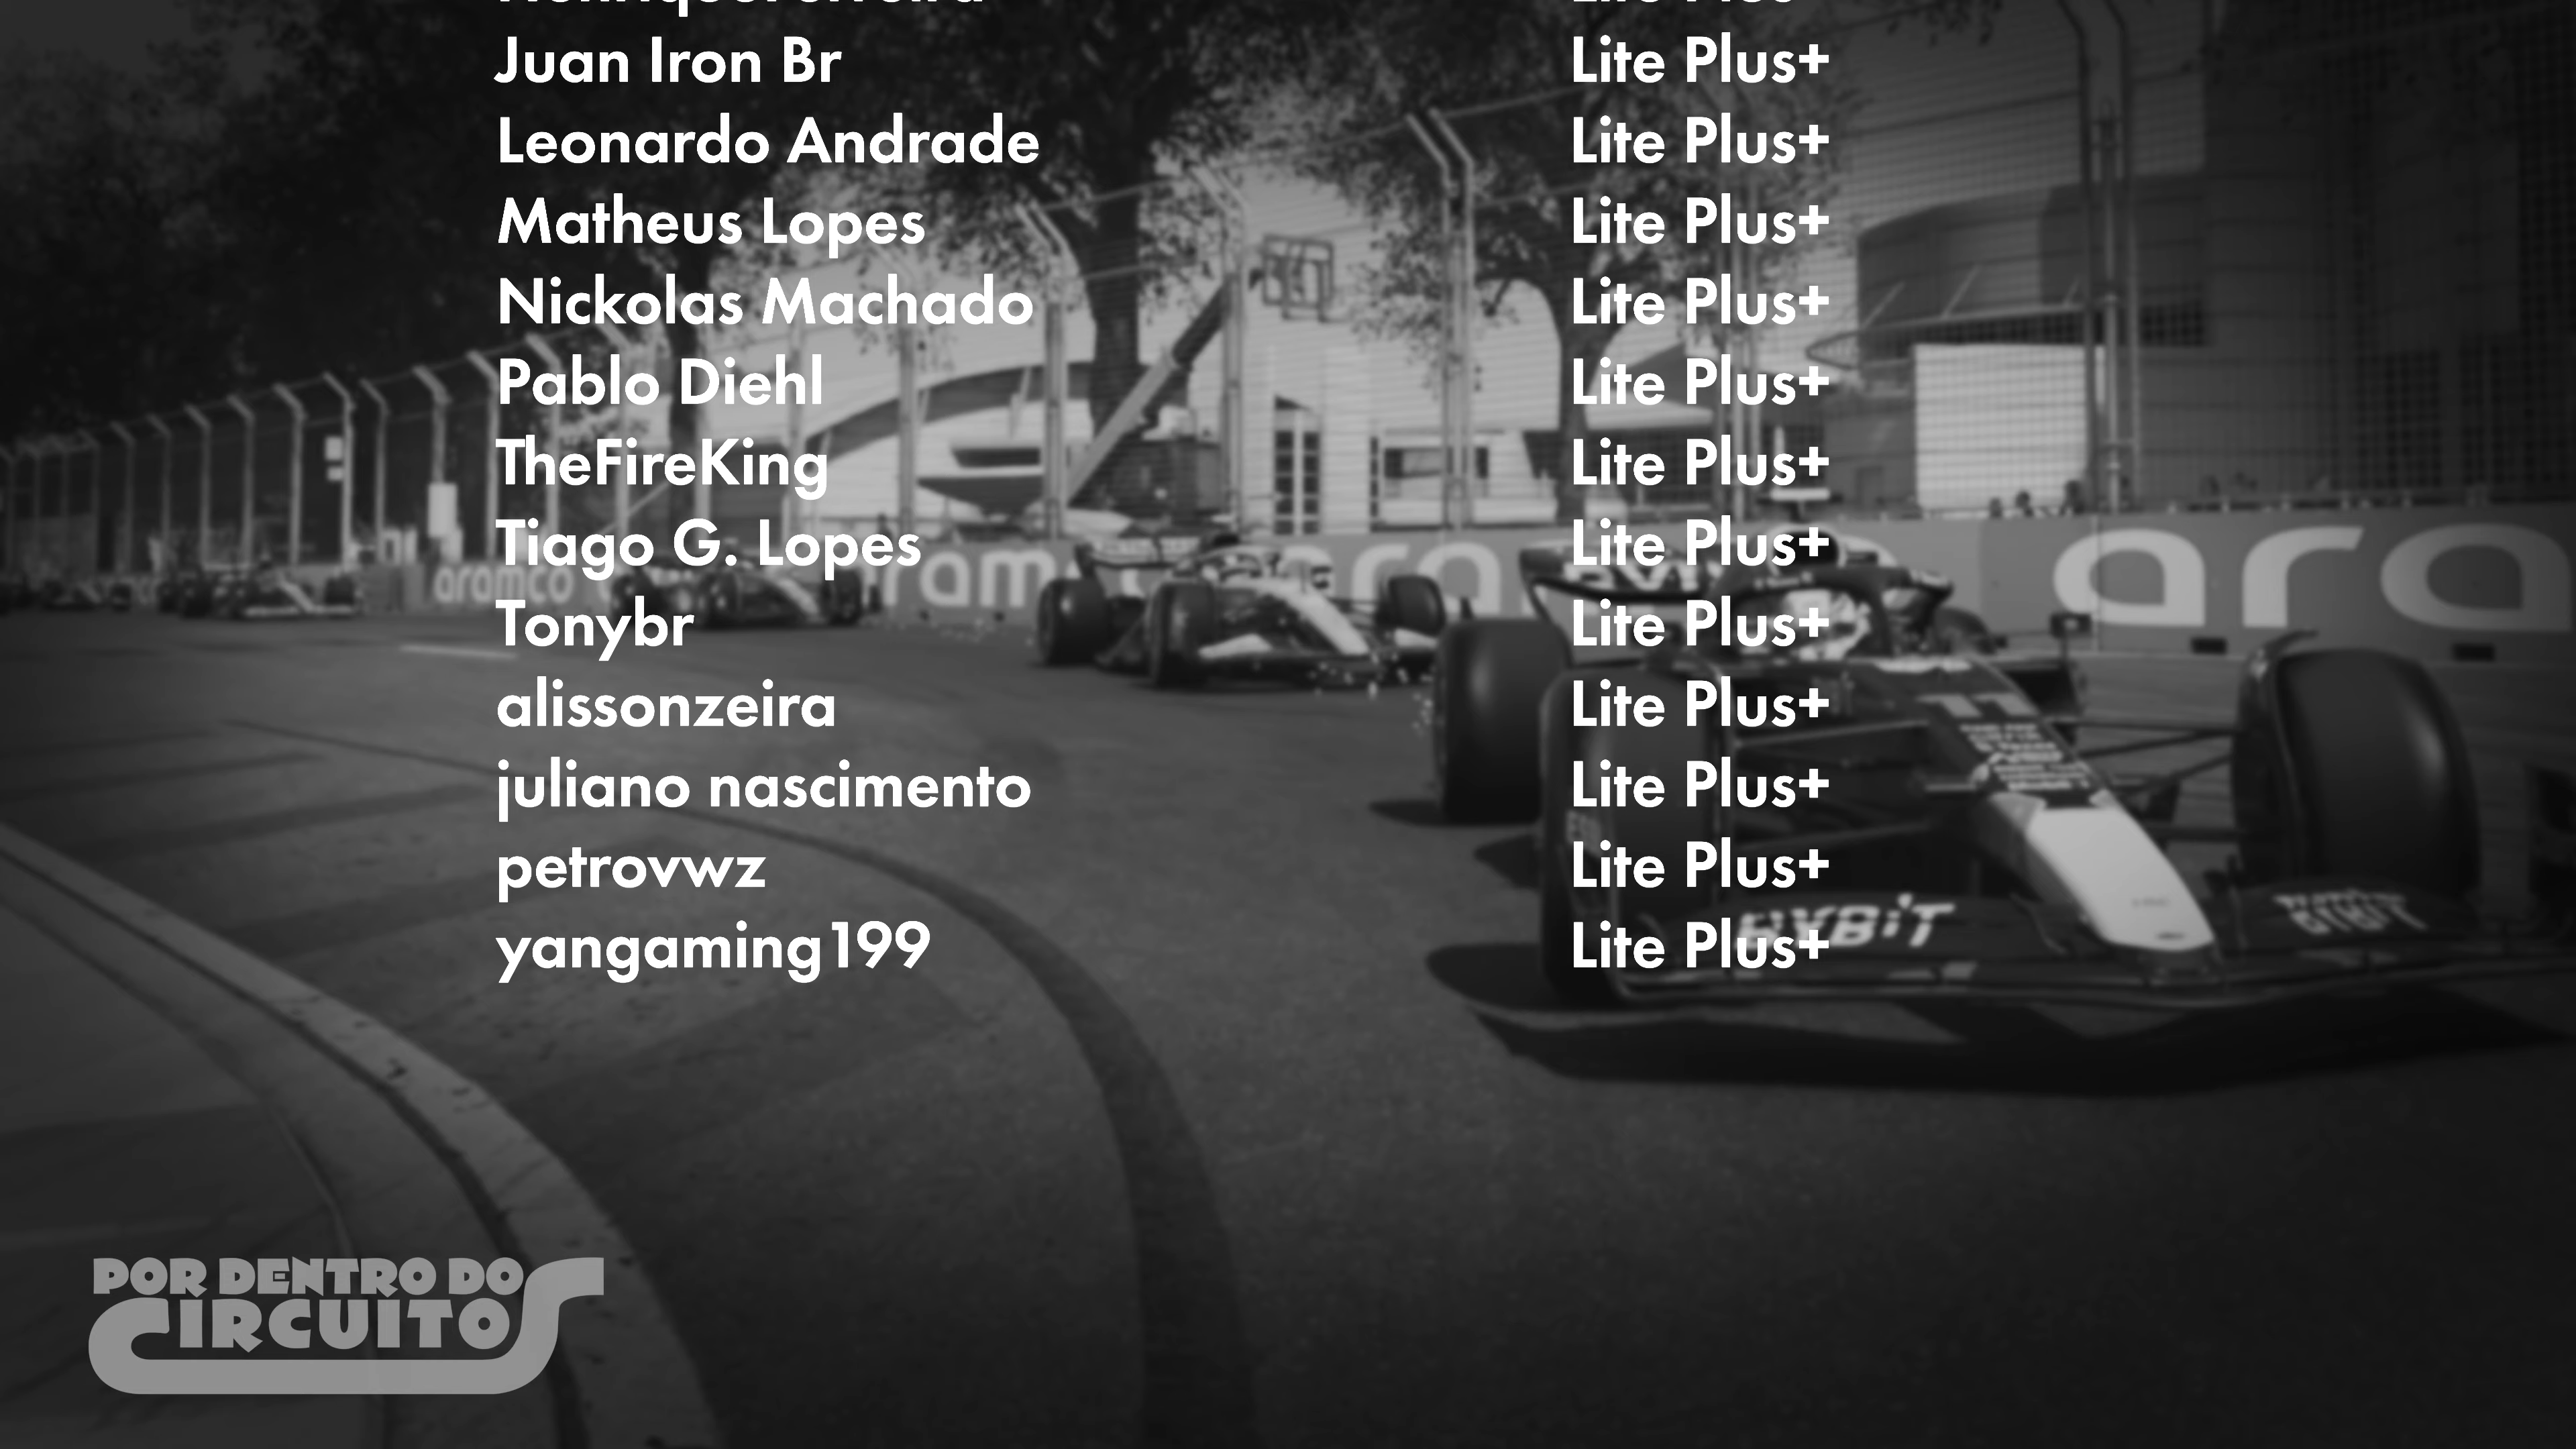 Juan Iron Br Lite Plus+
Leonardo Andrade Lite Plus+
Matheus Lopes Lite Plus+
Nickolas Machado Lite Plus+
Pablo Diehl Lite Plus+
TheFireKing Lite Plus+
Tiago G. Lopes Lite Plus+
Tonybr Lite Plus+
alissonzeira Lite Plus+
juliano nascimento Lite Plus+
petrovwz Lite Plus+
yangaming199 Lite Plus+
aramco
11
POR DENTRO DO
CIRCUITO